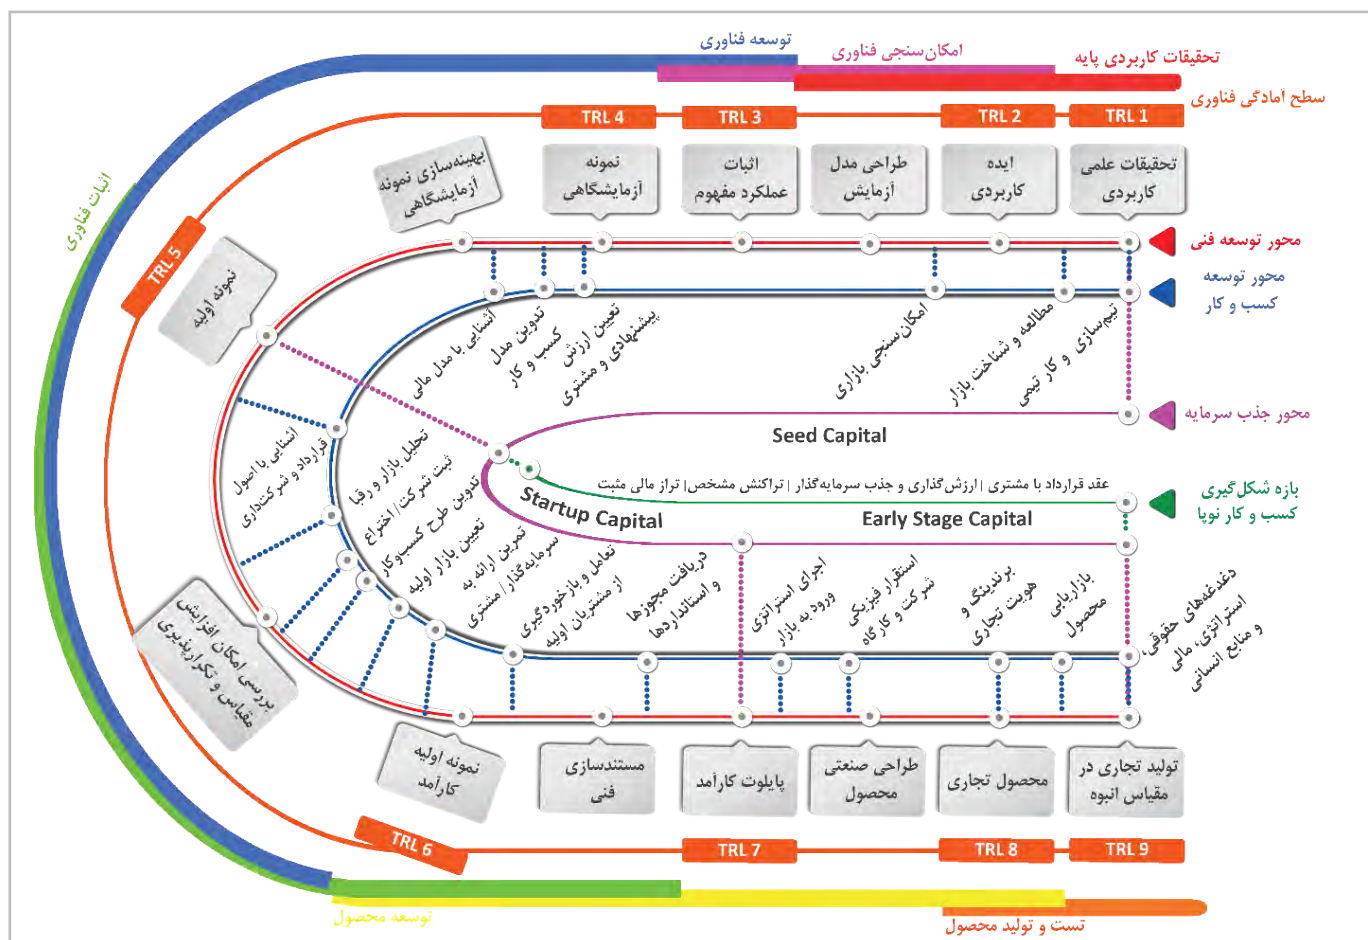 توسعه فناوری
امکان‌سنجی فناوری
تحقیقات کاربردی پایه
سطح آمادگی فناوری
TRL 1
TRL 2
TRL 3
TRL 4
تحقیقات علمی
کاربردی
ایده
کاربردی
طراحی مدل
آزمایش
اثبات
عملکرد مفهوم
نمونه
آزمایشگاهی
بهینه‌سازی نمونه
آزمایشگاهی
اثبات فناوری
TRL 5
نمونه اولیه
محور توسعه فنی
محور توسعه
کسب و کار
تیم‌سازی و کار تیمی
مطالعه و شناخت بازار
امکان‌سنجی بازاری
تعیین ارزش
پیشنهادی و مشتری
تدوین مدل
کسب و کار
آشنایی با مدل مالی
محور جذب سرمایه
Seed Capital
Startup Capital
Early Stage Capital
بازه شکل‌گیری
کسب و کار نوپا
عقد قرارداد با مشتری | ارزش‌گذاری و جذب سرمایه‌گذار | تراکنش مشخص| تراز مالی مثبت
آشنایی با اصول
قرارداد و شرکت‌داری
تحلیل بازار و رقبا
ثبت شرکت/ اختراع
تدوین طرح کسب‌وکار
تعیین بازار اولیه
تمرین ارائه به
سرمایه‌گذار/ مشتری
تعامل و بازخوردگیری
از مشتریان اولیه
دریافت مجوزها
و استانداردها
اجرای استراتژی
ورود به بازار
استقرار فیزیکی
شرکت و کارگاه
برندینگ و
هویت تجاری
بازاریابی
محصول
دغدغه‌های حقوقی،
استراتژی، مالی
و منابع انسانی
بررسی امکان افزایش
مقیاس و تکرارپذیری
نمونه اولیه
کارآمد
مستندسازی
فنی
پایلوت کارآمد
طراحی صنعتی
محصول
محصول تجاری
تولید تجاری در
مقیاس انبوه
TRL 6
TRL 7
TRL 8
TRL 9
توسعه محصول
تست و تولید محصول